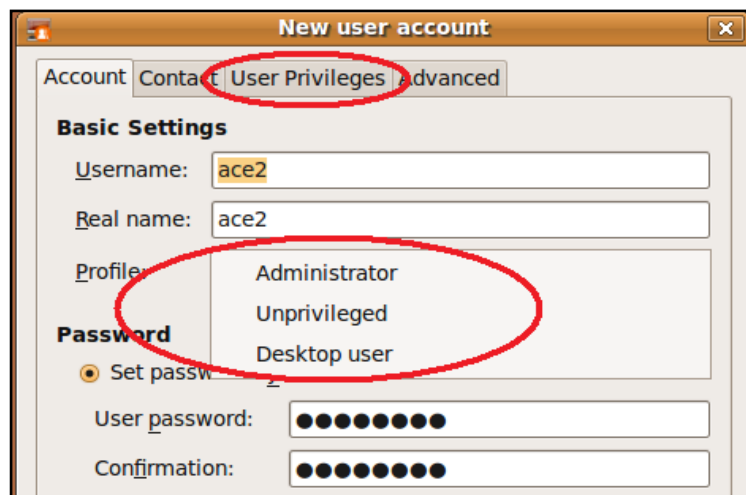 New user account
Account Contact User Privileges Advanced
Basic Settings
Username: ace2
Real name: ace2
Profile:
Administrator
Unprivileged
Desktop user
Password
Set passw
User password: ●●●●●●●●
Confirmation: ●●●●●●●●